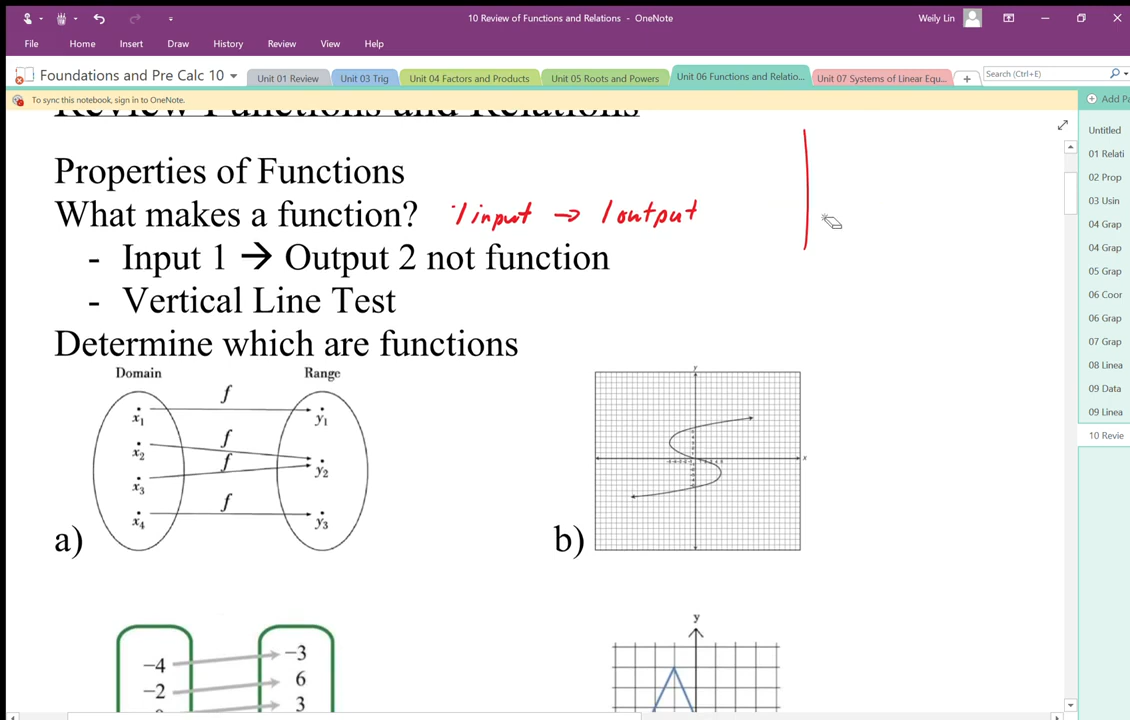 10 Review of Functions and Relations - OneNote
Weily Lin
File Home Insert Draw History Review View Help
Foundations and Pre Calc 10
Unit 01 Review
Unit 03 Trig
Unit 04 Factors and Products
Unit 05 Roots and Powers
Unit 06 Functions and Relatio...
Unit 07 Systems of Linear Equ...
Search (Ctrl+E)
To sync this notebook, sign in to OneNote.
Add Pa
Review Functions and Relations
Properties of Functions
What makes a function? 1 input → 1 output
- Input 1 → Output 2 not function
- Vertical Line Test
Determine which are functions
Domain Range
f
x1 y1
f
x2 f y2
x3
f
x4 y3
a)
y
x
b)
-4 -3
-2 6
3
y
Untitled
01 Relati
02 Prop
03 Usin
04 Grap
04 Grap
05 Grap
06 Coor
06 Grap
07 Grap
08 Linea
09 Data
09 Linea
10 Revie